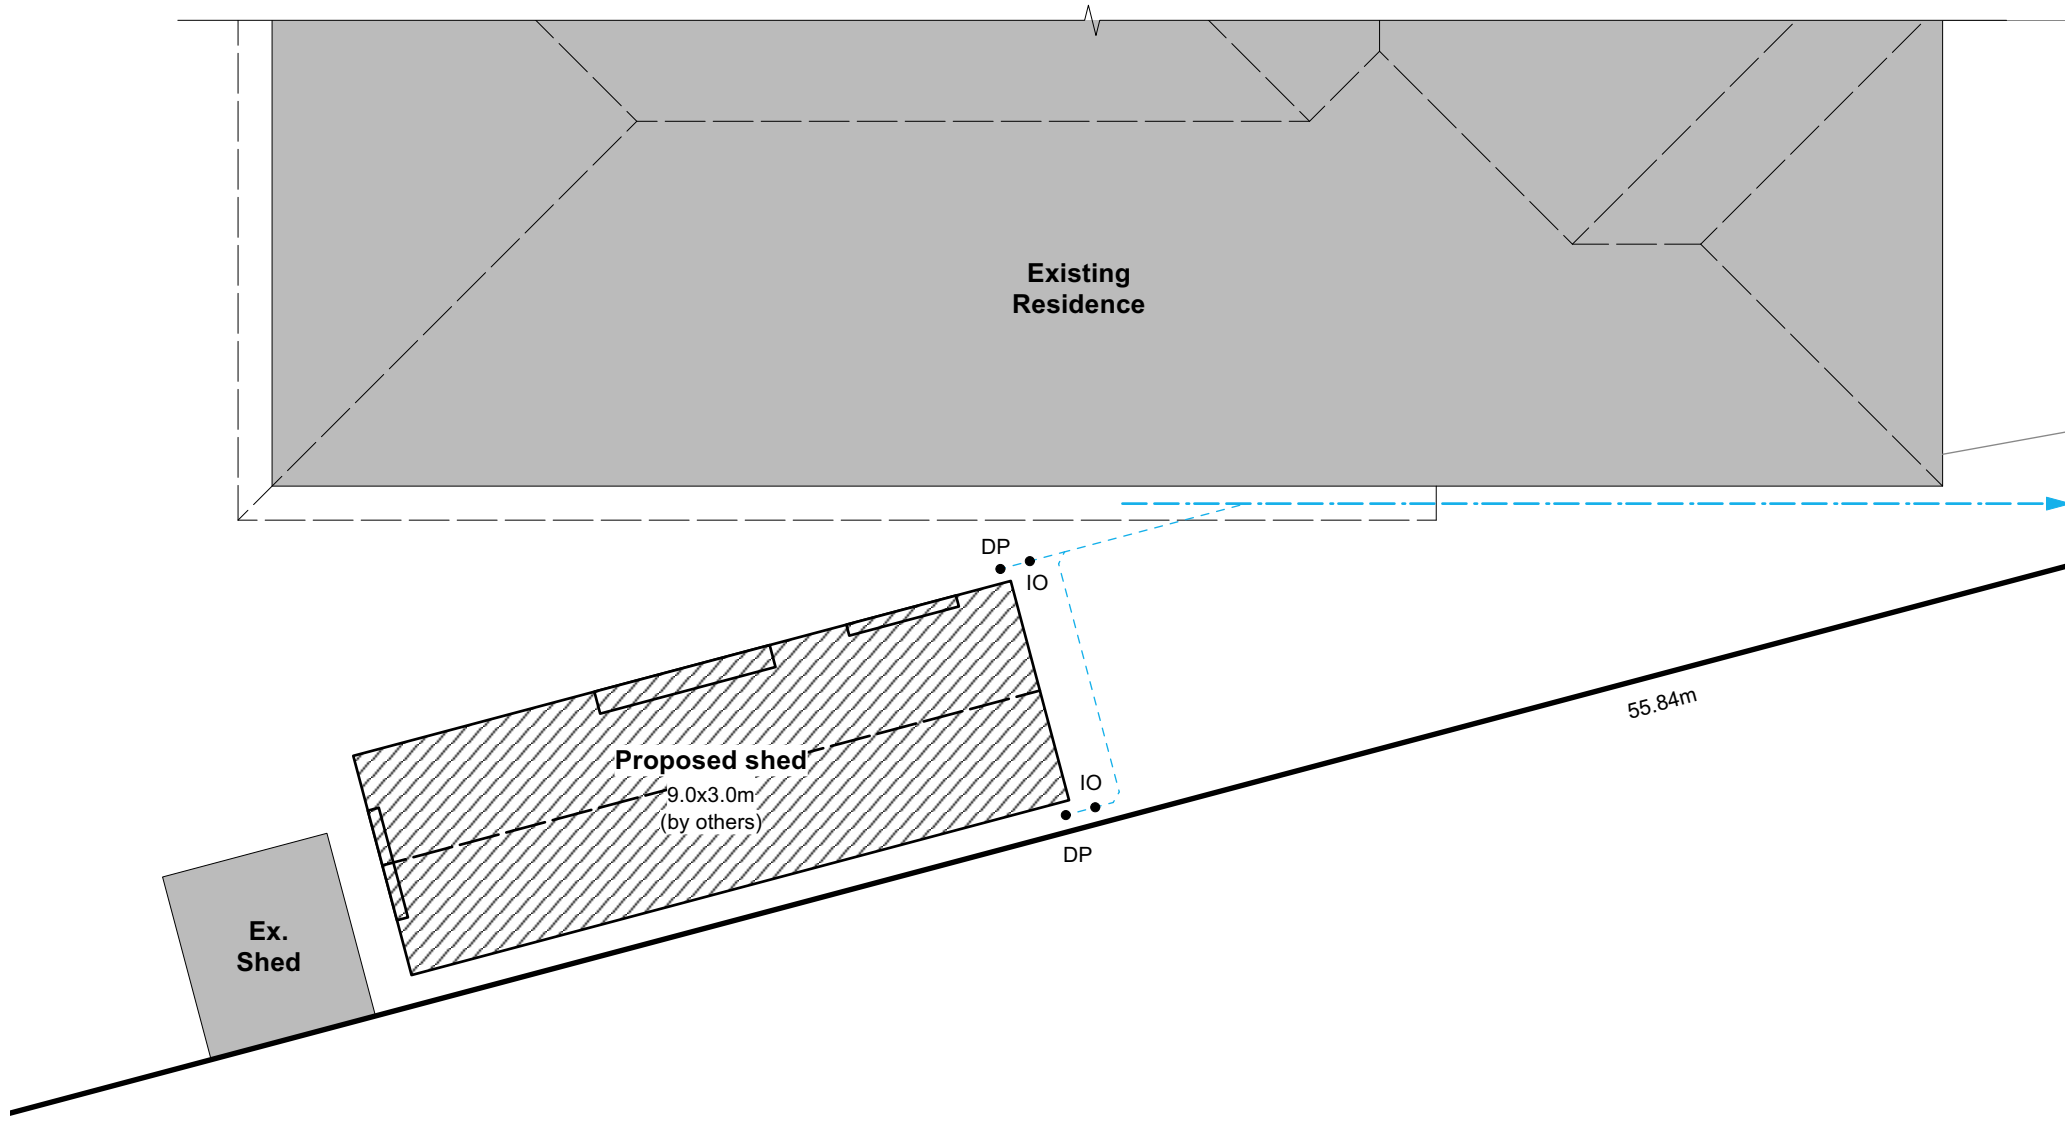 Existing
Residence
DP
IO
55.84m
Proposed shed
9.0x3.0m
(by others)
IO
DP
Ex.
Shed